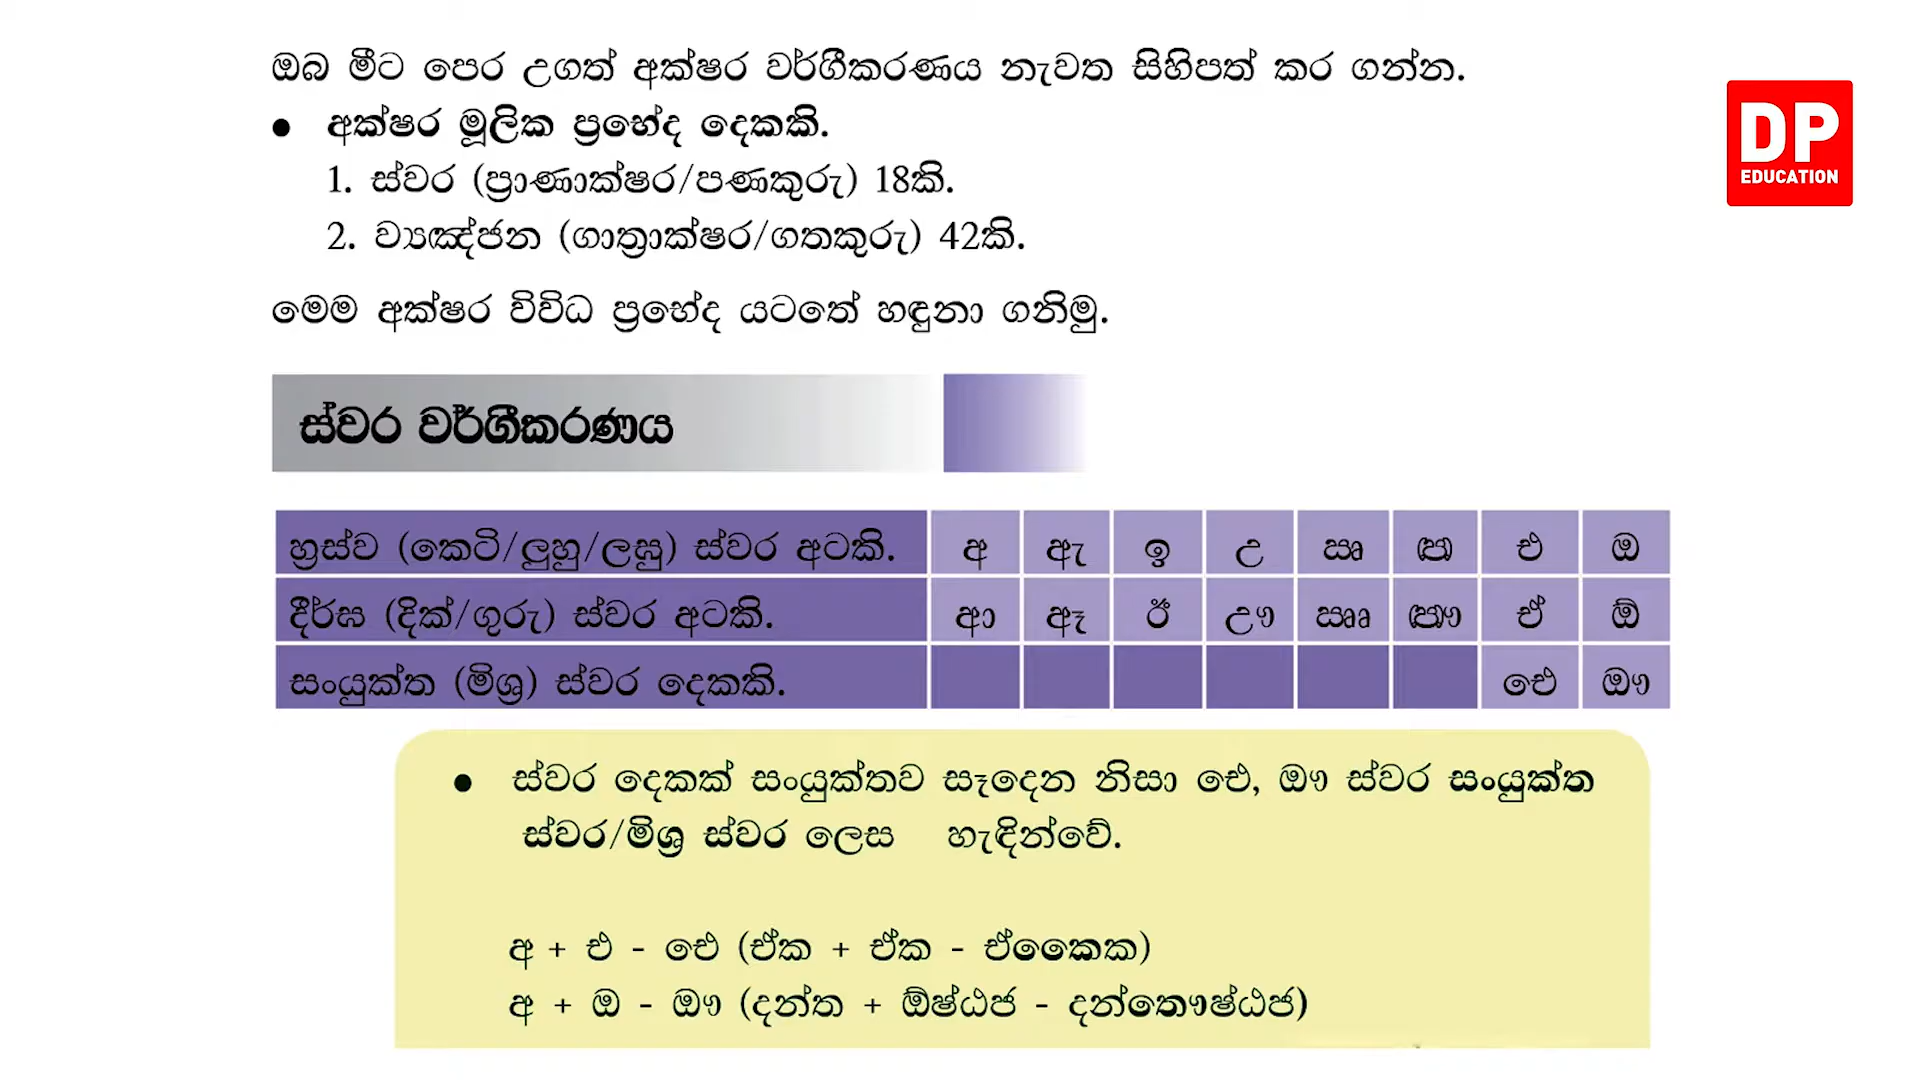 ඔබ මීට පෙර උගත් අක්ෂර වර්ගීකරණය නැවත සිහිපත් කර ගන්න.
● අක්ෂර මූලික ප්‍රභේද දෙකකි.
1. ස්වර (ප්‍රාණාක්ෂර/පණකුරු) 18කි.
2. ව්‍යඤ්ජන (ගාත්‍රාක්ෂර/ගතකුරු) 42කි.
මෙම අක්ෂර විවිධ ප්‍රභේද යටතේ හඳුනා ගනිමු.
DP
EDUCATION
ස්වර වර්ගීකරණය
හ්‍රස්ව (කෙටි/ලුහු/ලඝු) ස්වර අටකි. අ ඇ ඉ උ ඍ ඏ එ ඔ
දීර්ඝ (දික්/ගුරු) ස්වර අටකි. ආ ඈ ඊ ඌ ඎ ඐ ඒ ඕ
සංයුක්ත (මිශ්‍ර) ස්වර දෙකකි. ඓ ඖ
● ස්වර දෙකක් සංයුක්තව සෑදෙන නිසා ඓ, ඖ ස්වර සංයුක්ත
ස්වර/මිශ්‍ර ස්වර ලෙස හැඳින්වේ.
අ + එ - ඓ (ඒක + ඒක - ඒකෛක)
අ + ඔ - ඖ (දන්ත + ඕෂ්ඨජ - දන්තෞෂ්ඨජ)